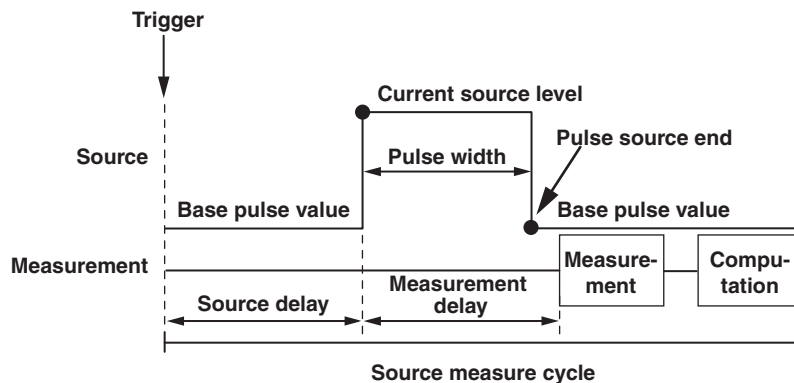 Trigger
Current source level
Pulse source end
Source
Pulse width
Base pulse value
Base pulse value
Measurement
Measure-
ment
Compu-
tation
Source delay
Measurement
delay
Source measure cycle